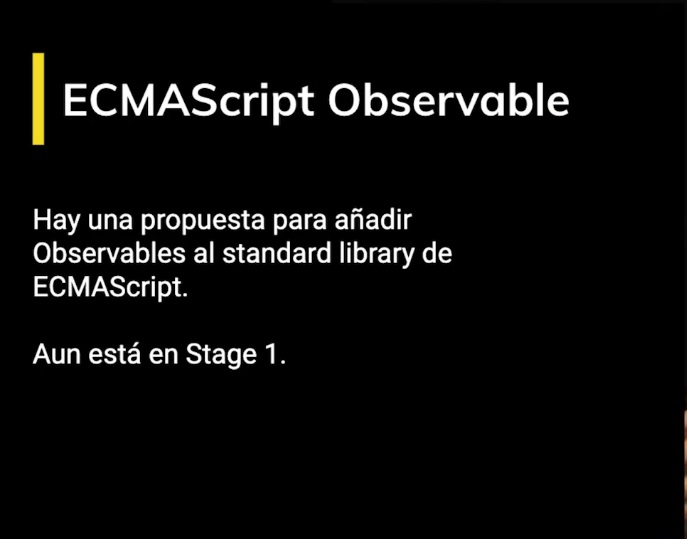 ECMAScript Observable
Hay una propuesta para añadir
Observables al standard library de
ECMAScript.
Aun está en Stage 1.